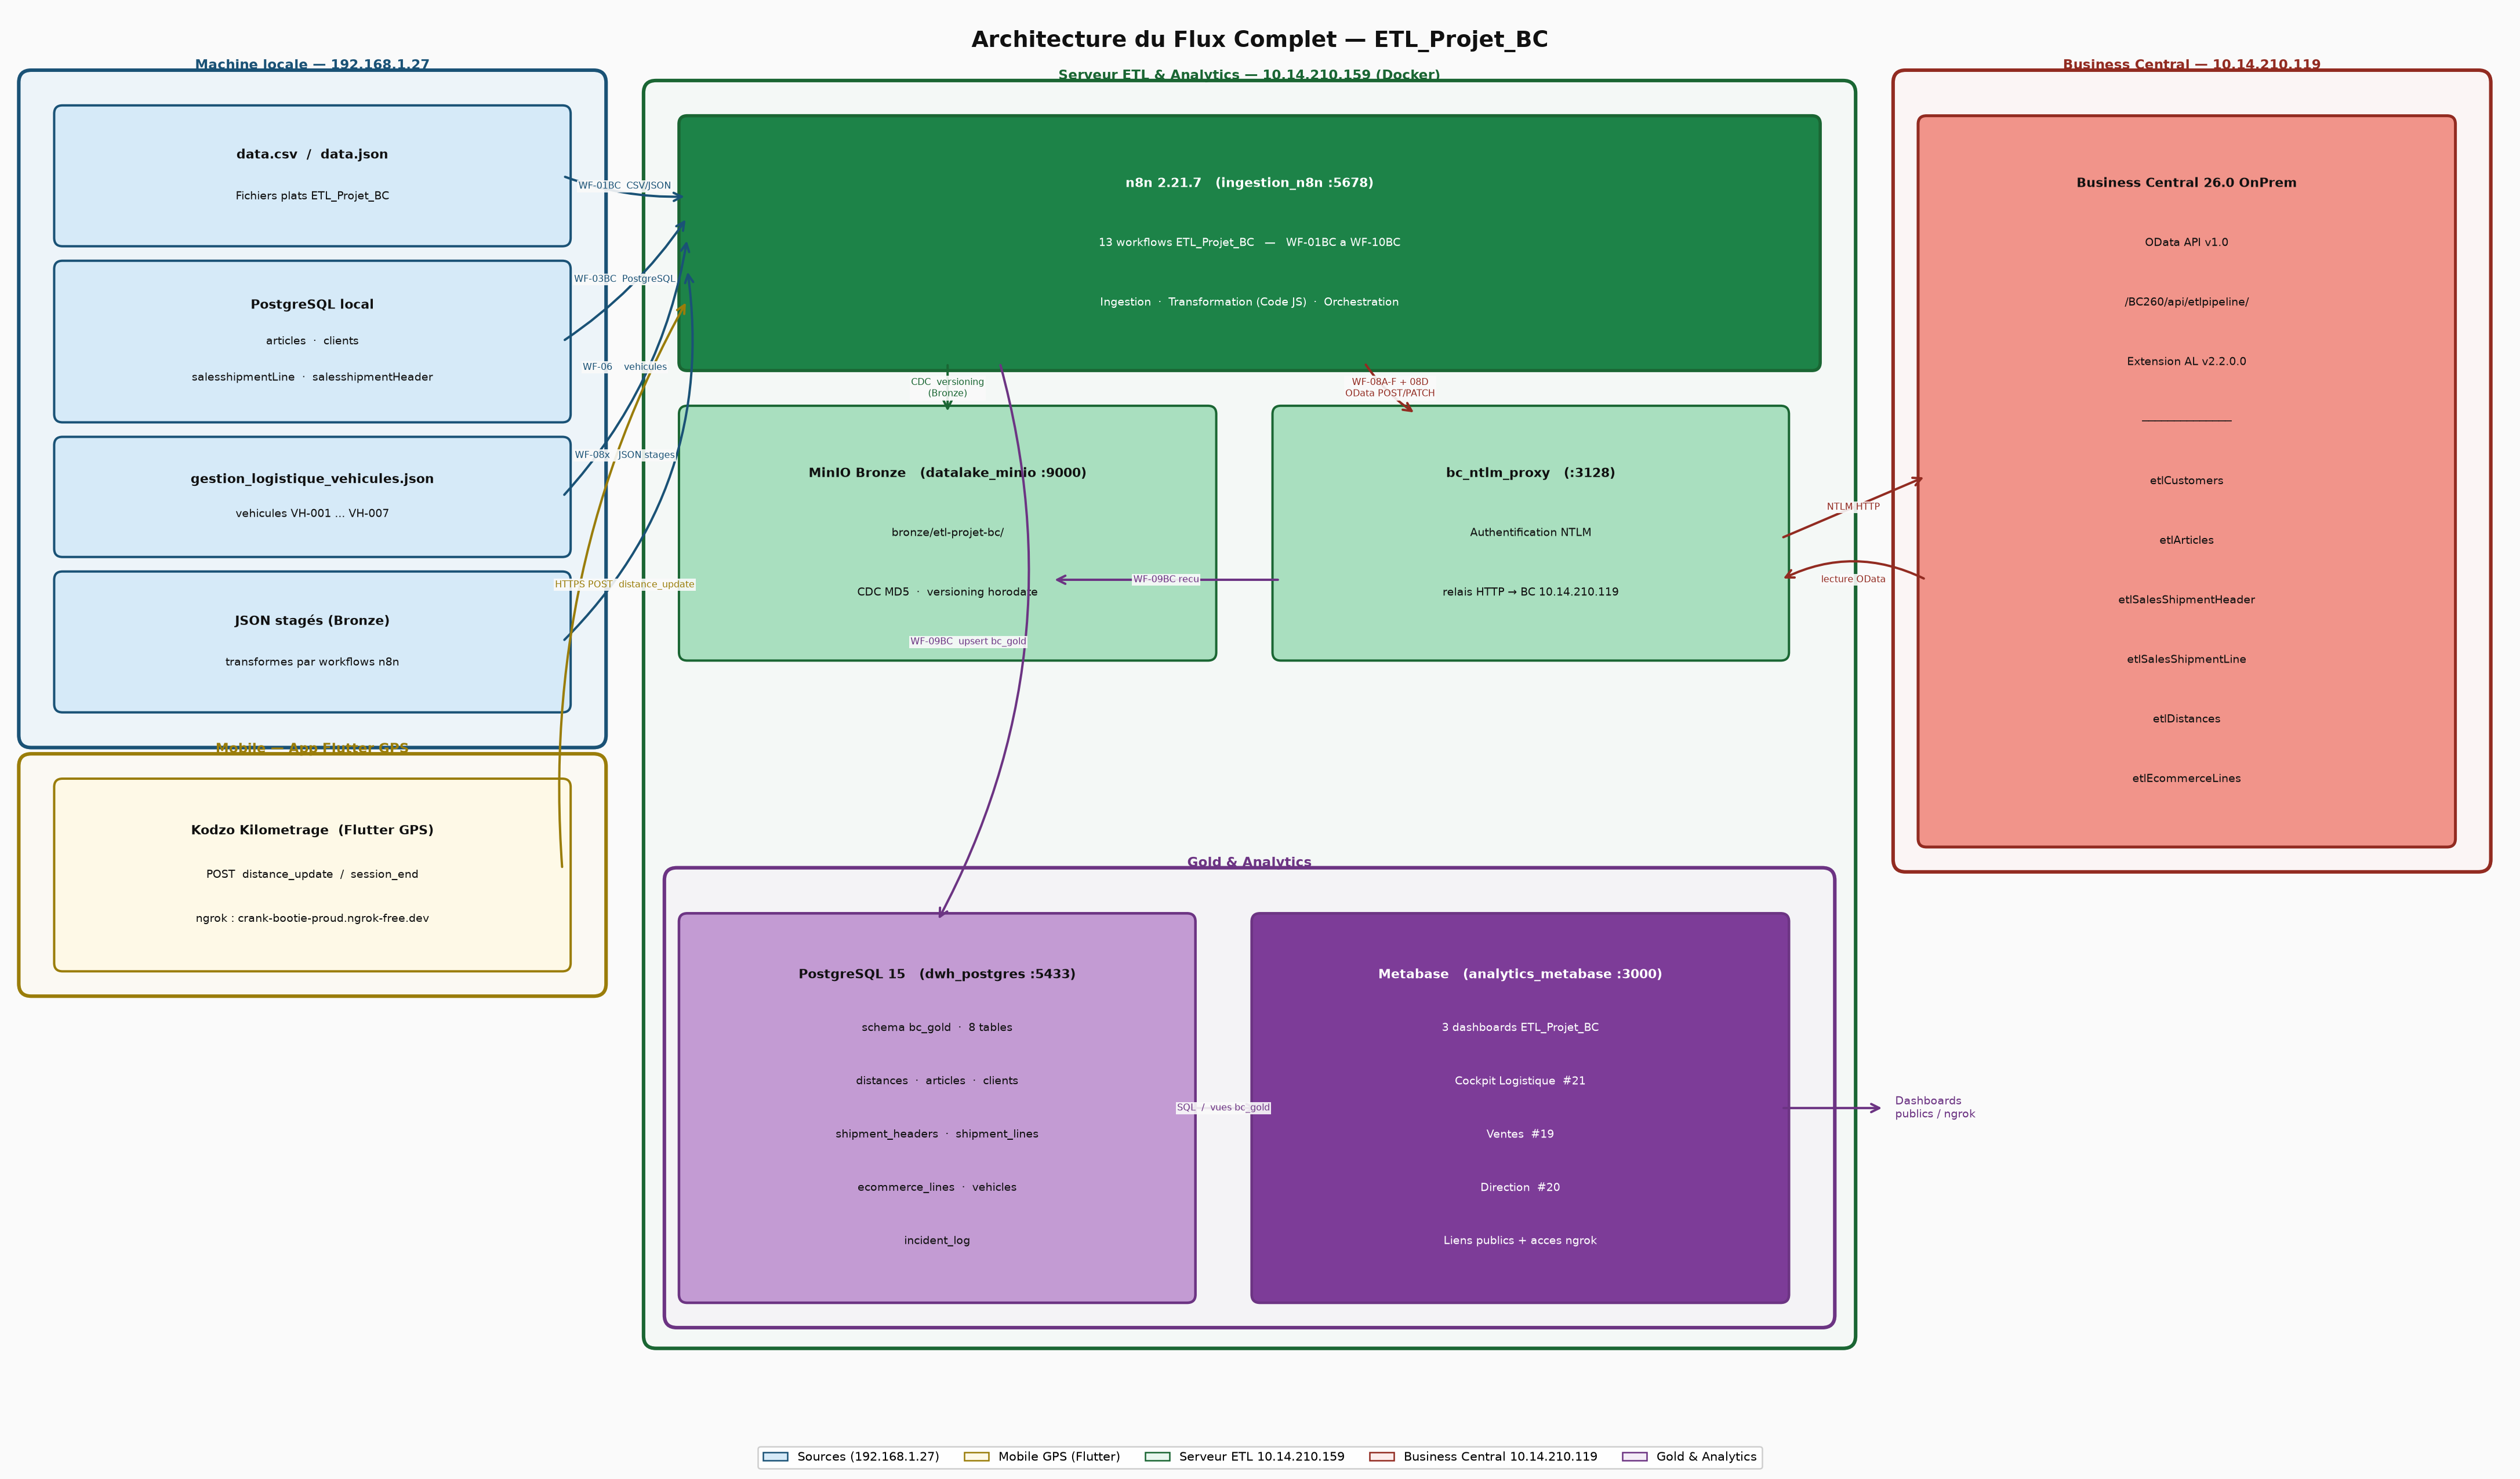 Architecture du Flux Complet — ETL_Projet_BC
Machine locale — 192.168.1.27
data.csv / data.json
Fichiers plats ETL_Projet_BC
PostgreSQL local
articles · clients
salesshipmentLine · salesshipmentHeader
gestion_logistique_vehicules.json
vehicules VH-001 ... VH-007
JSON stagés (Bronze)
transformes par workflows n8n
Mobile — App Flutter GPS
Kodzo Kilometrage (Flutter GPS)
POST distance_update / session_end
ngrok : crank-bootie-proud.ngrok-free.dev
WF-01BC CSV/JSON
WF-03BC PostgreSQL
WF-06 vehicules
WF-08x JSON stages
HTTPS POST distance_update
Serveur ETL & Analytics — 10.14.210.159 (Docker)
n8n 2.21.7 (ingestion_n8n :5678)
13 workflows ETL_Projet_BC — WF-01BC a WF-10BC
Ingestion · Transformation (Code JS) · Orchestration
CDC versioning
(Bronze)
WF-08A-F + 08D
OData POST/PATCH
MinIO Bronze (datalake_minio :9000)
bronze/etl-projet-bc/
CDC MD5 · versioning horodate
bc_ntlm_proxy (:3128)
Authentification NTLM
relais HTTP → BC 10.14.210.119
WF-09BC recu
WF-09BC upsert bc_gold
NTLM HTTP
lecture OData
Gold & Analytics
PostgreSQL 15 (dwh_postgres :5433)
schema bc_gold · 8 tables
distances · articles · clients
shipment_headers · shipment_lines
ecommerce_lines · vehicles
incident_log
SQL / vues bc_gold
Metabase (analytics_metabase :3000)
3 dashboards ETL_Projet_BC
Cockpit Logistique #21
Ventes #19
Direction #20
Liens publics + acces ngrok
Dashboards
publics / ngrok
Business Central — 10.14.210.119
Business Central 26.0 OnPrem
OData API v1.0
/BC260/api/etlpipeline/
Extension AL v2.2.0.0
etlCustomers
etlArticles
etlSalesShipmentHeader
etlSalesShipmentLine
etlDistances
etlEcommerceLines
Sources (192.168.1.27)
Mobile GPS (Flutter)
Serveur ETL 10.14.210.159
Business Central 10.14.210.119
Gold & Analytics